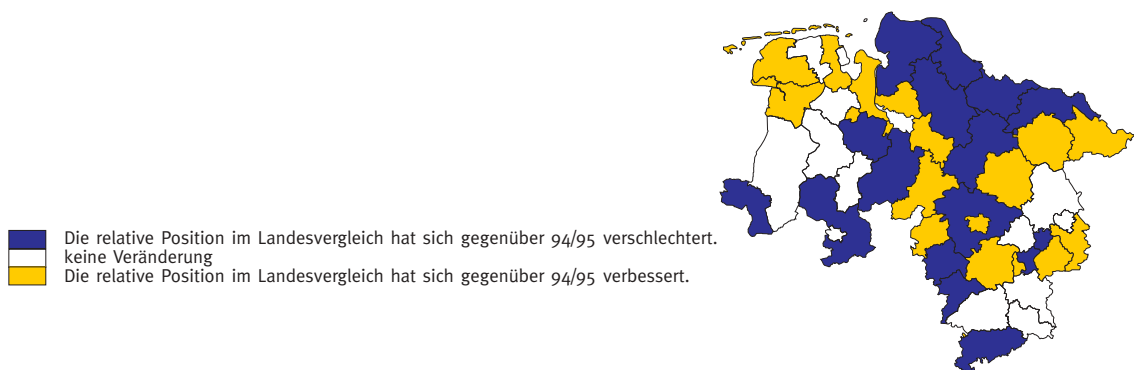 Die relative Position im Landesvergleich hat sich gegenüber 94/95 verschlechtert.
keine Veränderung
Die relative Position im Landesvergleich hat sich gegenüber 94/95 verbessert.